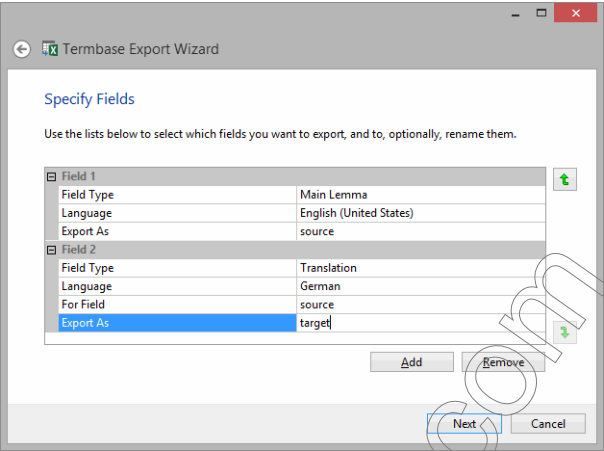 Termbase Export Wizard
Specify Fields
Use the lists below to select which fields you want to export, and to, optionally, rename them.
Field 1
Field Type Main Lemma
Language English (United States)
Export As source
Field 2
Field Type Translation
Language German
For Field source
Export As target
Add Remove
Next Cancel
com